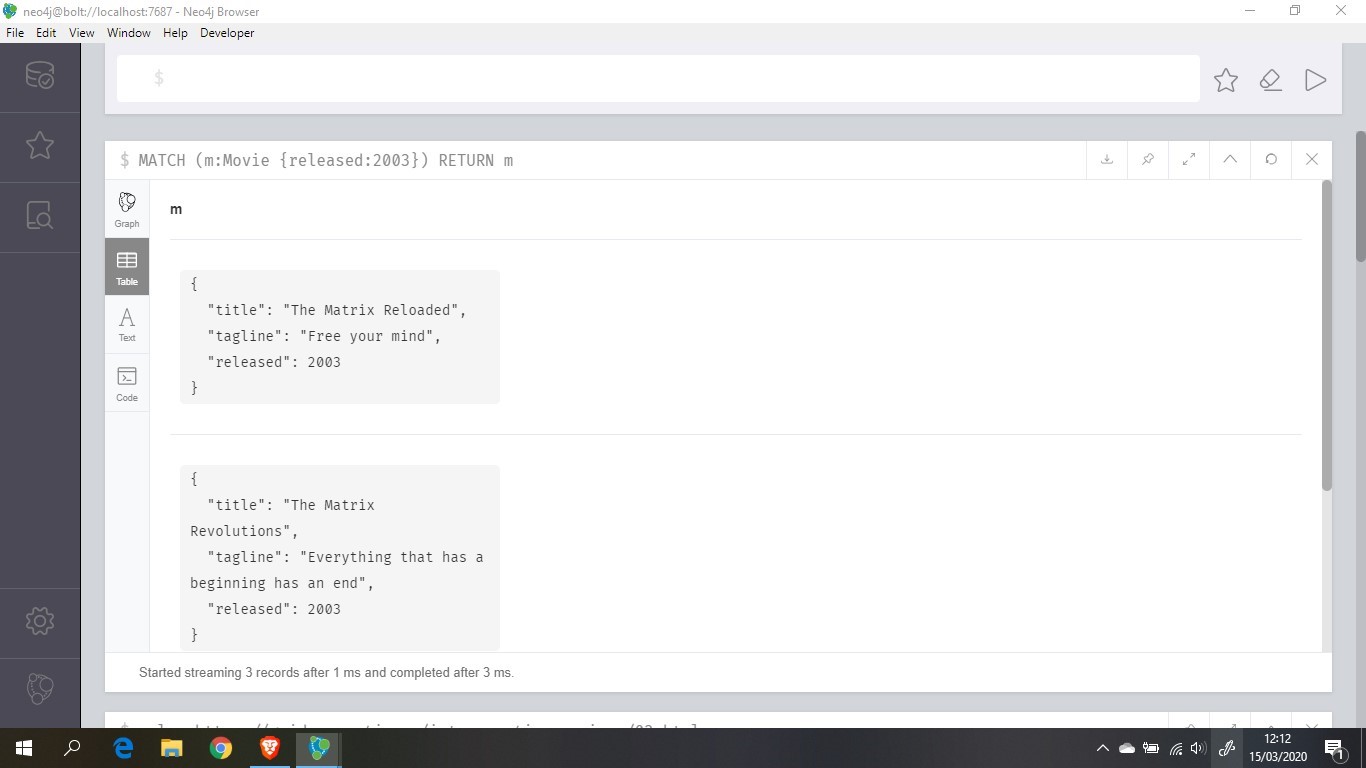 neo4j@bolt://localhost:7687 - Neo4j Browser
File Edit View Window Help Developer
$
$ MATCH (m:Movie {released:2003}) RETURN m
Graph
Table
Text
Code
m
{
"title": "The Matrix Reloaded",
"tagline": "Free your mind",
"released": 2003
}
{
"title": "The Matrix
Revolutions",
"tagline": "Everything that has a
beginning has an end",
"released": 2003
}
Started streaming 3 records after 1 ms and completed after 3 ms.
12:12
15/03/2020
1